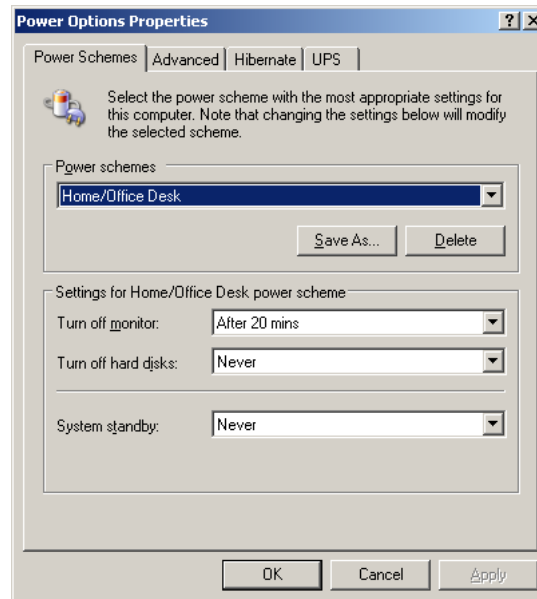 Power Options Properties
Power Schemes Advanced Hibernate UPS
Select the power scheme with the most appropriate settings for
this computer. Note that changing the settings below will modify
the selected scheme.
Power schemes
Home/Office Desk
Save As... Delete
Settings for Home/Office Desk power scheme
Turn off monitor: After 20 mins
Turn off hard disks: Never
System standby: Never
OK Cancel Apply